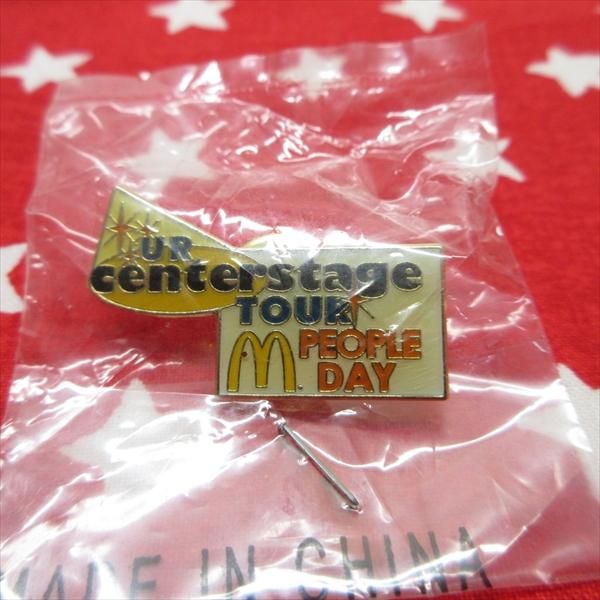 UR
centerstage
TOUR
M PEOPLE
DAY
MADE IN CHINA